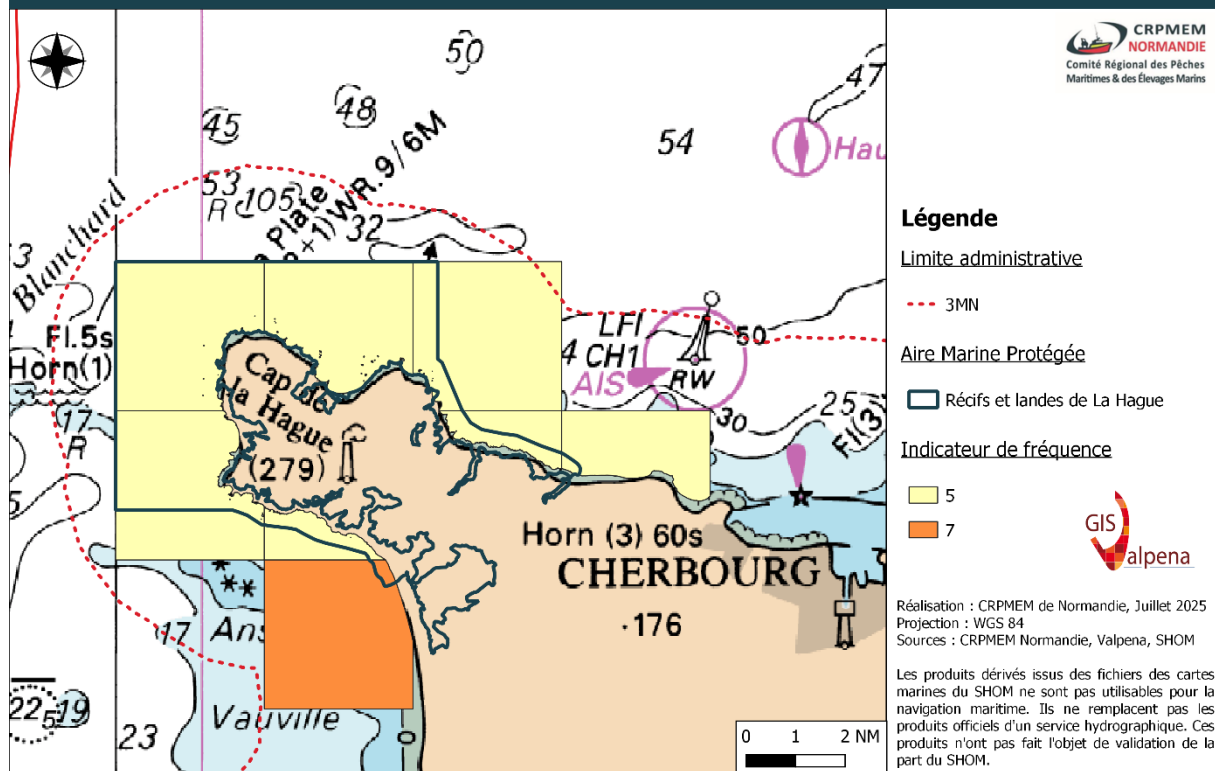 CRPMEM
NORMANDIE
Comité Régional des Pêches
Maritimes & des Élevages Marins
50
47
48
45
54
Hau
53
R
105
a Plate
+1)WR.9/6M
32
3
Blanchard
Fl.5s
Horn(1)
17
R
5
Cap de
la Hague
(279)
LFl
4 CH1
AIS
RW
50
30
25
Fl(3)
Horn (3) 60s
CHERBOURG
176
17
Ans
Vauville
22
5
19
23
0
0 1 2 NM
Légende
Limite administrative
3MN
Aire Marine Protégée
Récifs et landes de La Hague
Indicateur de fréquence
5
7
GIS
Valpena
Réalisation : CRPMEM de Normandie, Juillet 2025
Projection : WGS 84
Sources : CRPMEM Normandie, Valpena, SHOM
Les produits dérivés issus des fichiers des cartes
marines du SHOM ne sont pas utilisables pour la
navigation maritime. Ils ne remplacent pas les
produits officiels d'un service hydrographique. Ces
produits n'ont pas fait l'objet de validation de la
part du SHOM.